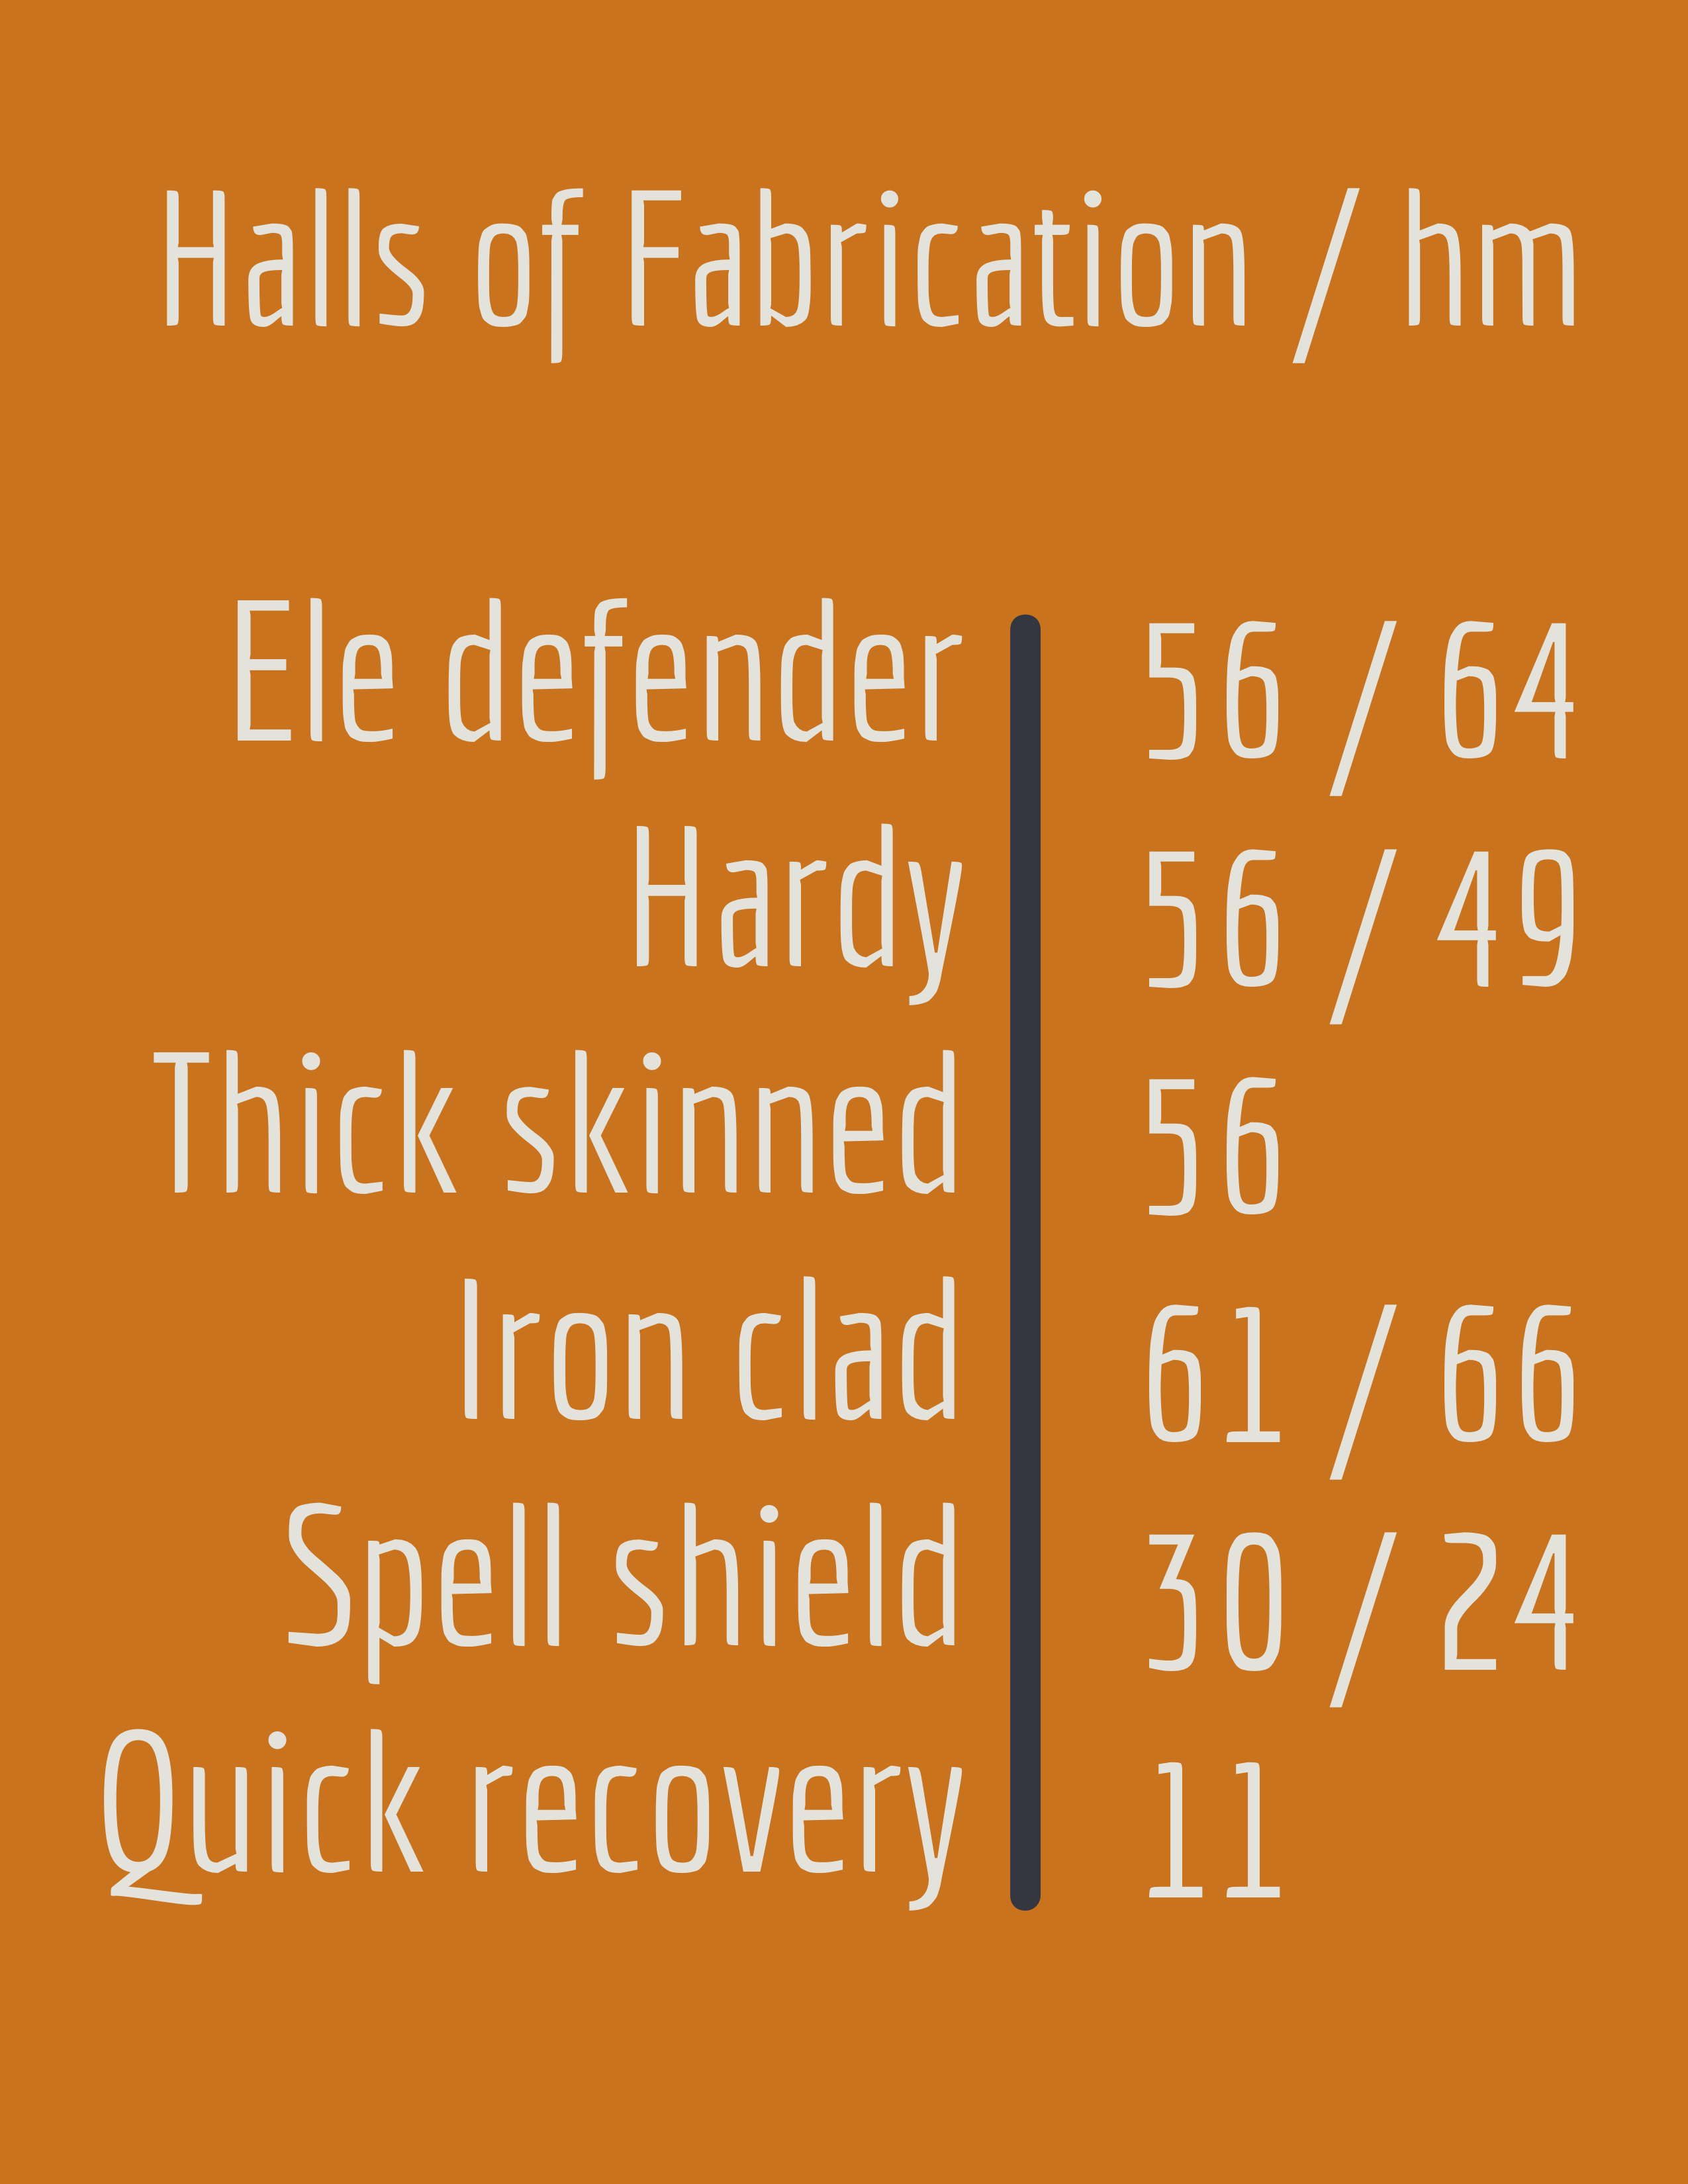 Halls of Fabrication / hm
Ele defender 56 / 64
Hardy 56 / 49
Thick skinned 56
Iron clad 61 / 66
Spell shield 30 / 24
Quick recovery 11